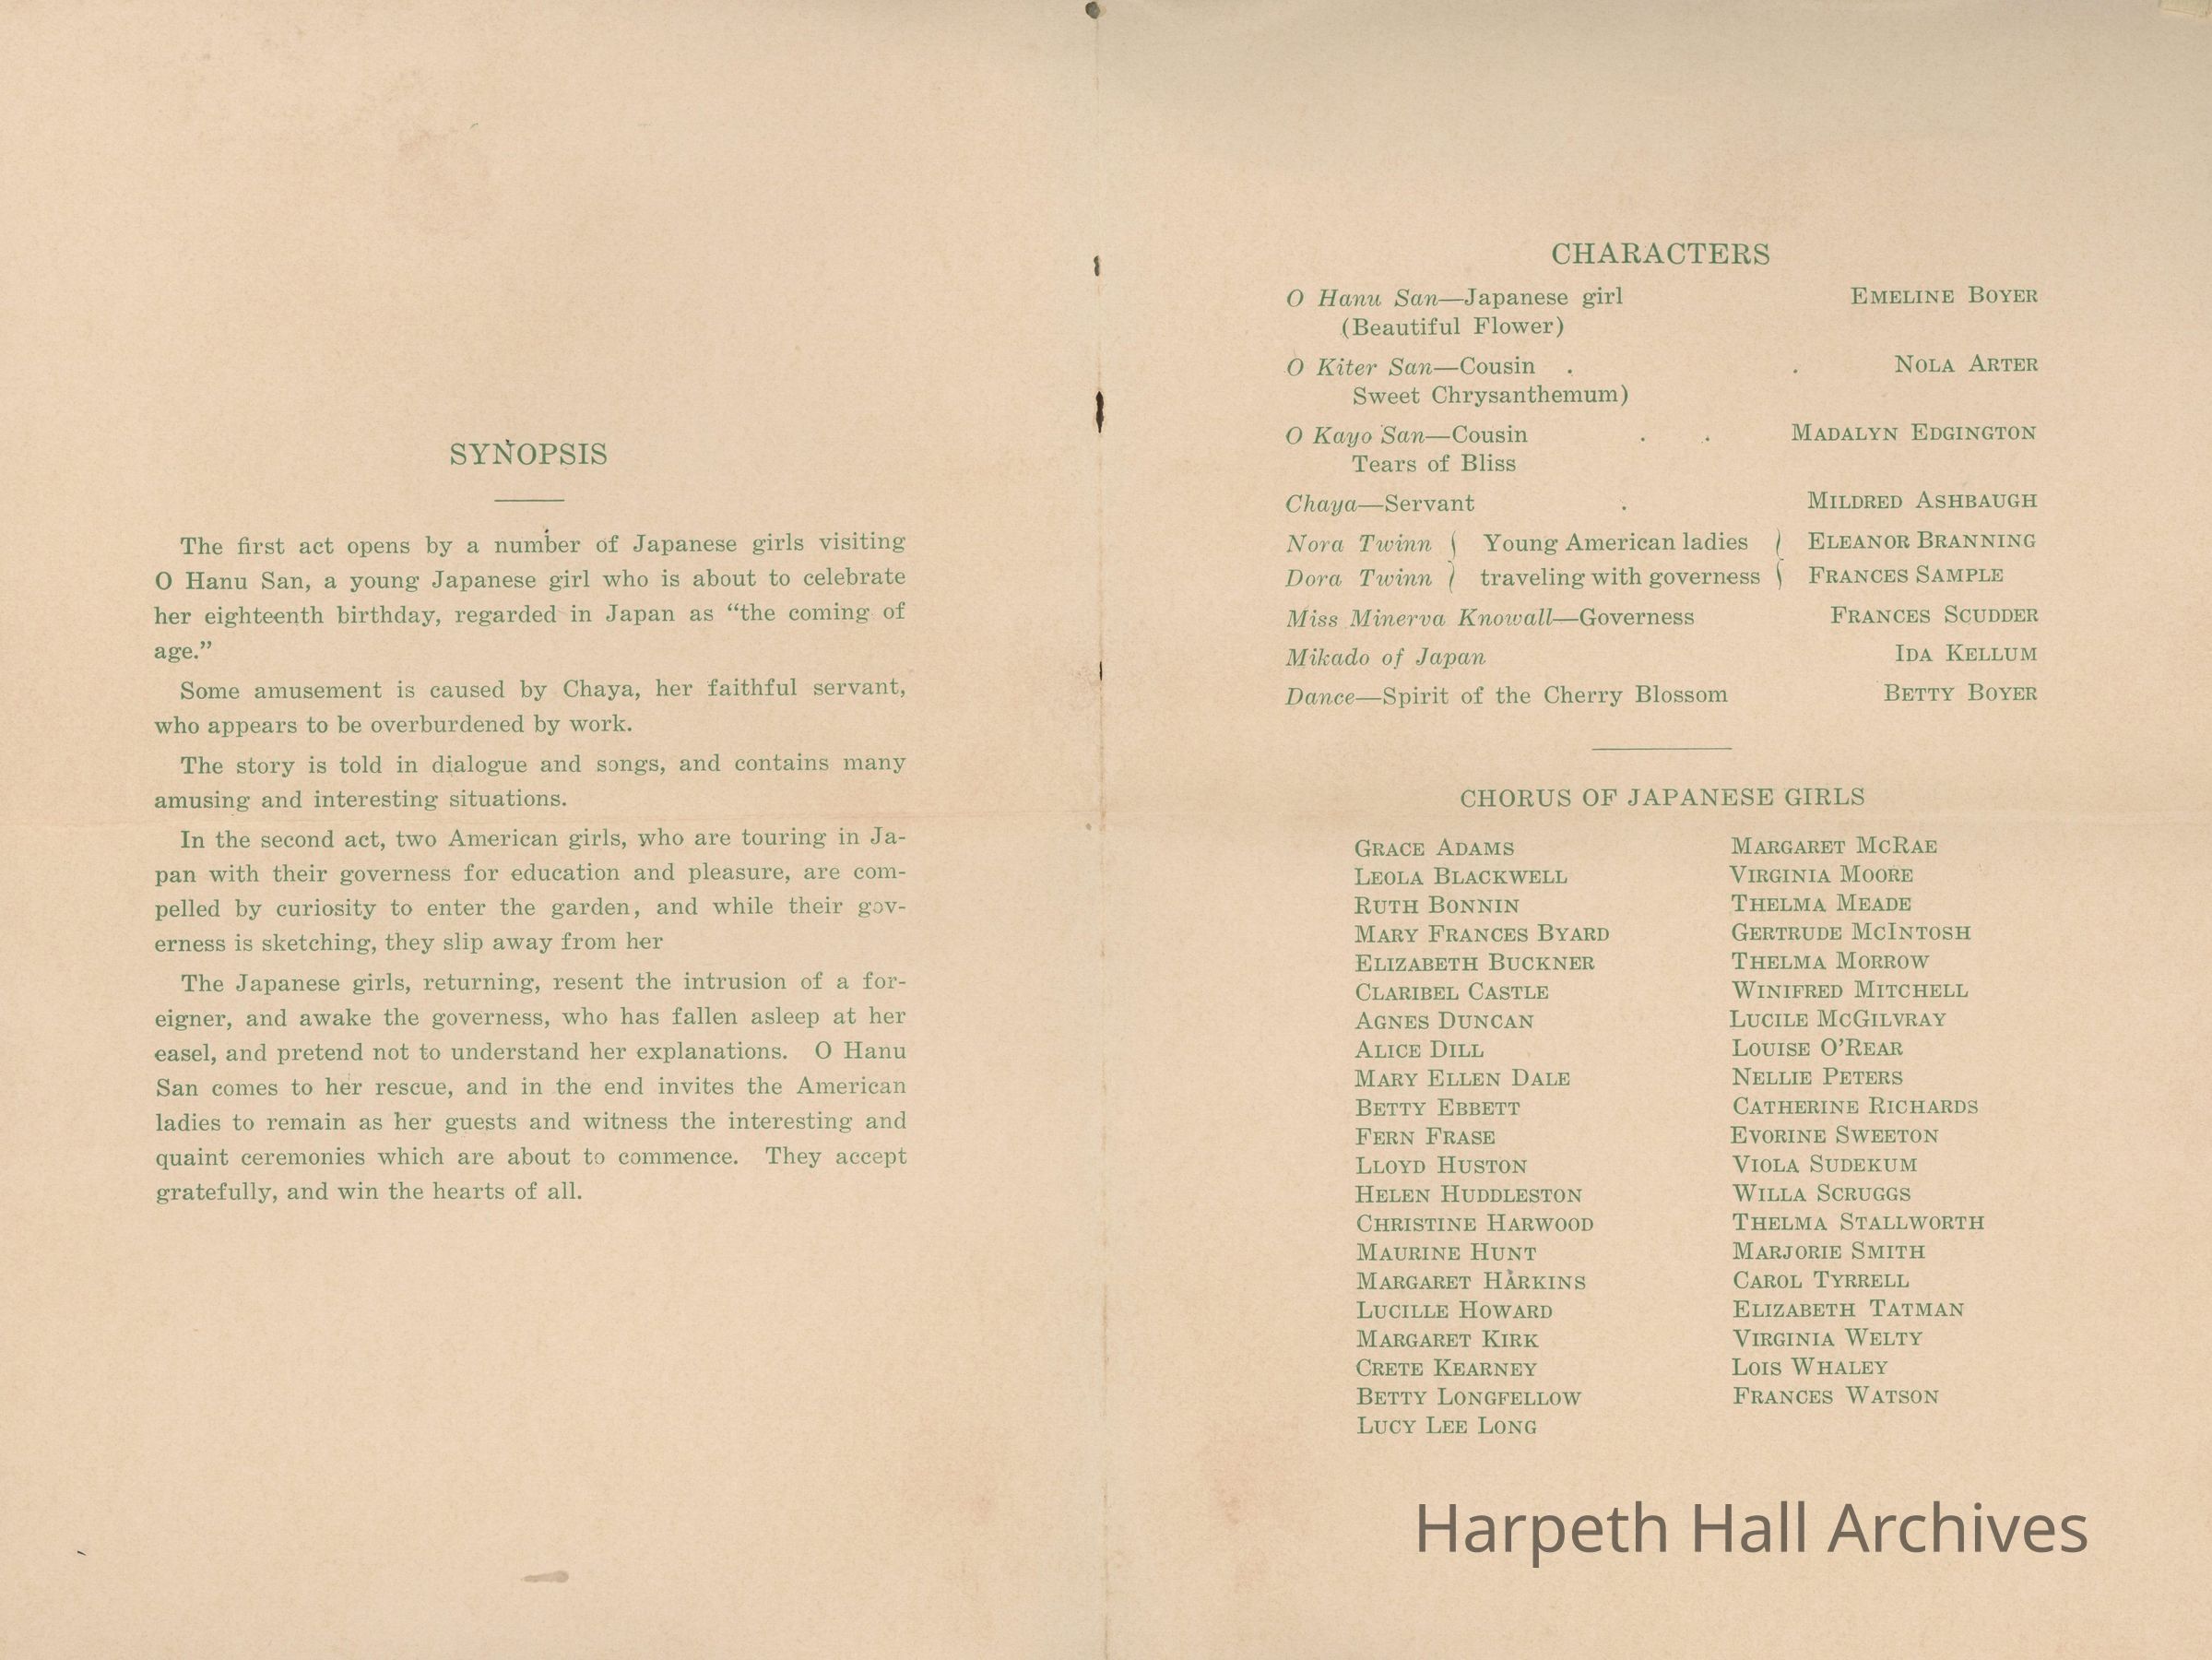 SYNOPSIS
The first act opens by a number of Japanese girls visiting
O Hanu San, a young Japanese girl who is about to celebrate
her eighteenth birthday, regarded in Japan as “the coming of
age.”
Some amusement is caused by Chaya, her faithful servant,
who appears to be overburdened by work.
The story is told in dialogue and songs, and contains many
amusing and interesting situations.
In the second act, two American girls, who are touring in Ja-
pan with their governess for education and pleasure, are com-
pelled by curiosity to enter the garden, and while their gov-
erness is sketching, they slip away from her
The Japanese girls, returning, resent the intrusion of a for-
eigner, and awake the governess, who has fallen asleep at her
easel, and pretend not to understand her explanations. O Hanu
San comes to her rescue, and in the end invites the American
ladies to remain as her guests and witness the interesting and
quaint ceremonies which are about to commence. They accept
gratefully, and win the hearts of all.
CHARACTERS
O Hanu San—Japanese girl EMELINE BOYER
(Beautiful Flower)
O Kiter San—Cousin . . NOLA ARTER
Sweet Chrysanthemum)
O Kayo San—Cousin . . MADALYN EDGINGTON
Tears of Bliss
Chaya—Servant . MILDRED ASHBAUGH
Nora Twinn { Young American ladies } ELEANOR BRANNING
Dora Twinn { traveling with governess } FRANCES SAMPLE
Miss Minerva Knowall—Governess FRANCES SCUDDER
Mikado of Japan IDA KELLUM
Dance—Spirit of the Cherry Blossom BETTY BOYER
CHORUS OF JAPANESE GIRLS
GRACE ADAMS
LEOLA BLACKWELL
RUTH BONNIN
MARY FRANCES BYARD
ELIZABETH BUCKNER
CLARIBEL CASTLE
AGNES DUNCAN
ALICE DILL
MARY ELLEN DALE
BETTY EBBETT
FERN FRASE
LLOYD HUSTON
HELEN HUDDLESTON
CHRISTINE HARWOOD
MAURINE HUNT
MARGARET HARKINS
LUCILLE HOWARD
MARGARET KIRK
CRETE KEARNEY
BETTY LONGFELLOW
LUCY LEE LONG
MARGARET MCRAE
VIRGINIA MOORE
THELMA MEADE
GERTRUDE MCINTOSH
THELMA MORROW
WINIFRED MITCHELL
LUCILE MCGILVRAY
LOUISE O’REAR
NELLIE PETERS
CATHERINE RICHARDS
EVORINE SWEETON
VIOLA SUDEKUM
WILLA SCRUGGS
THELMA STALLWORTH
MARJORIE SMITH
CAROL TYRRELL
ELIZABETH TATMAN
VIRGINIA WELTY
LOIS WHALEY
FRANCES WATSON
Harpeth Hall Archives